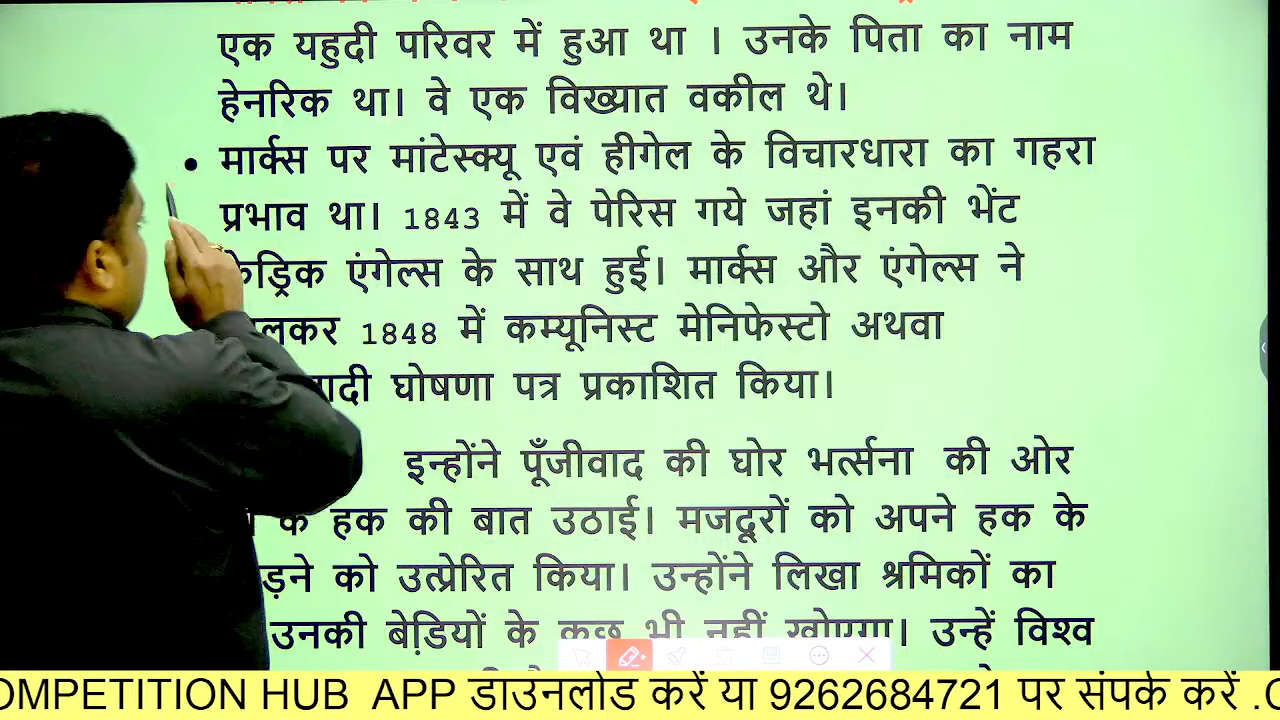 एक यहुदी परिवर में हुआ था । उनके पिता का नाम
हेनरिक था। वे एक विख्यात वकील थे।
• मार्क्स पर मांटेस्क्यू एवं हीगेल के विचारधारा का गहरा
प्रभाव था। 1843 में वे पेरिस गये जहां इनकी भेंट
एंगेल्स के साथ हुई। मार्क्स और एंगेल्स ने
1848 में कम्यूनिस्ट मेनिफेस्टो अथवा
घोषणा पत्र प्रकाशित किया।
इन्होंने पूँजीवाद की घोर भर्त्सना की ओर
के हक की बात उठाई। मजदूरों को अपने हक के
को उत्प्रेरित किया। उन्होंने लिखा श्रमिकों का
उनकी बेडि़यों के कुछ भी नहीं खोएगा। उन्हें विश्व
OMPETITION HUB APP डाउनलोड करें या 9262684721 पर संपर्क करें .C